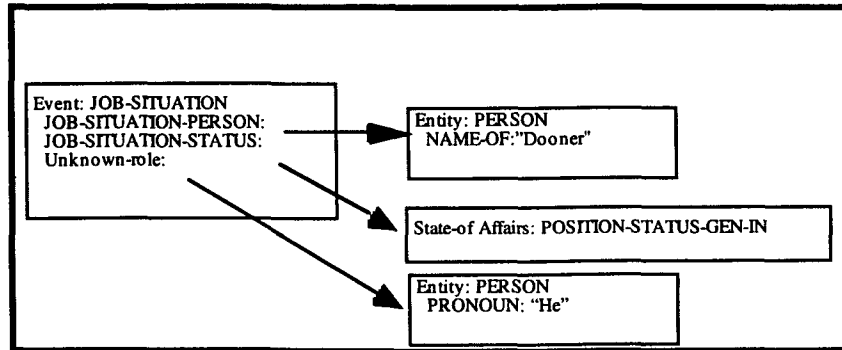 Event: JOB-SITUATION
JOB-SITUATION-PERSON:
JOB-SITUATION-STATUS:
Unknown-role:
Entity: PERSON
NAME-OF:"Dooner"
State-of Affairs: POSITION-STATUS-GEN-IN
Entity: PERSON
PRONOUN: “He”